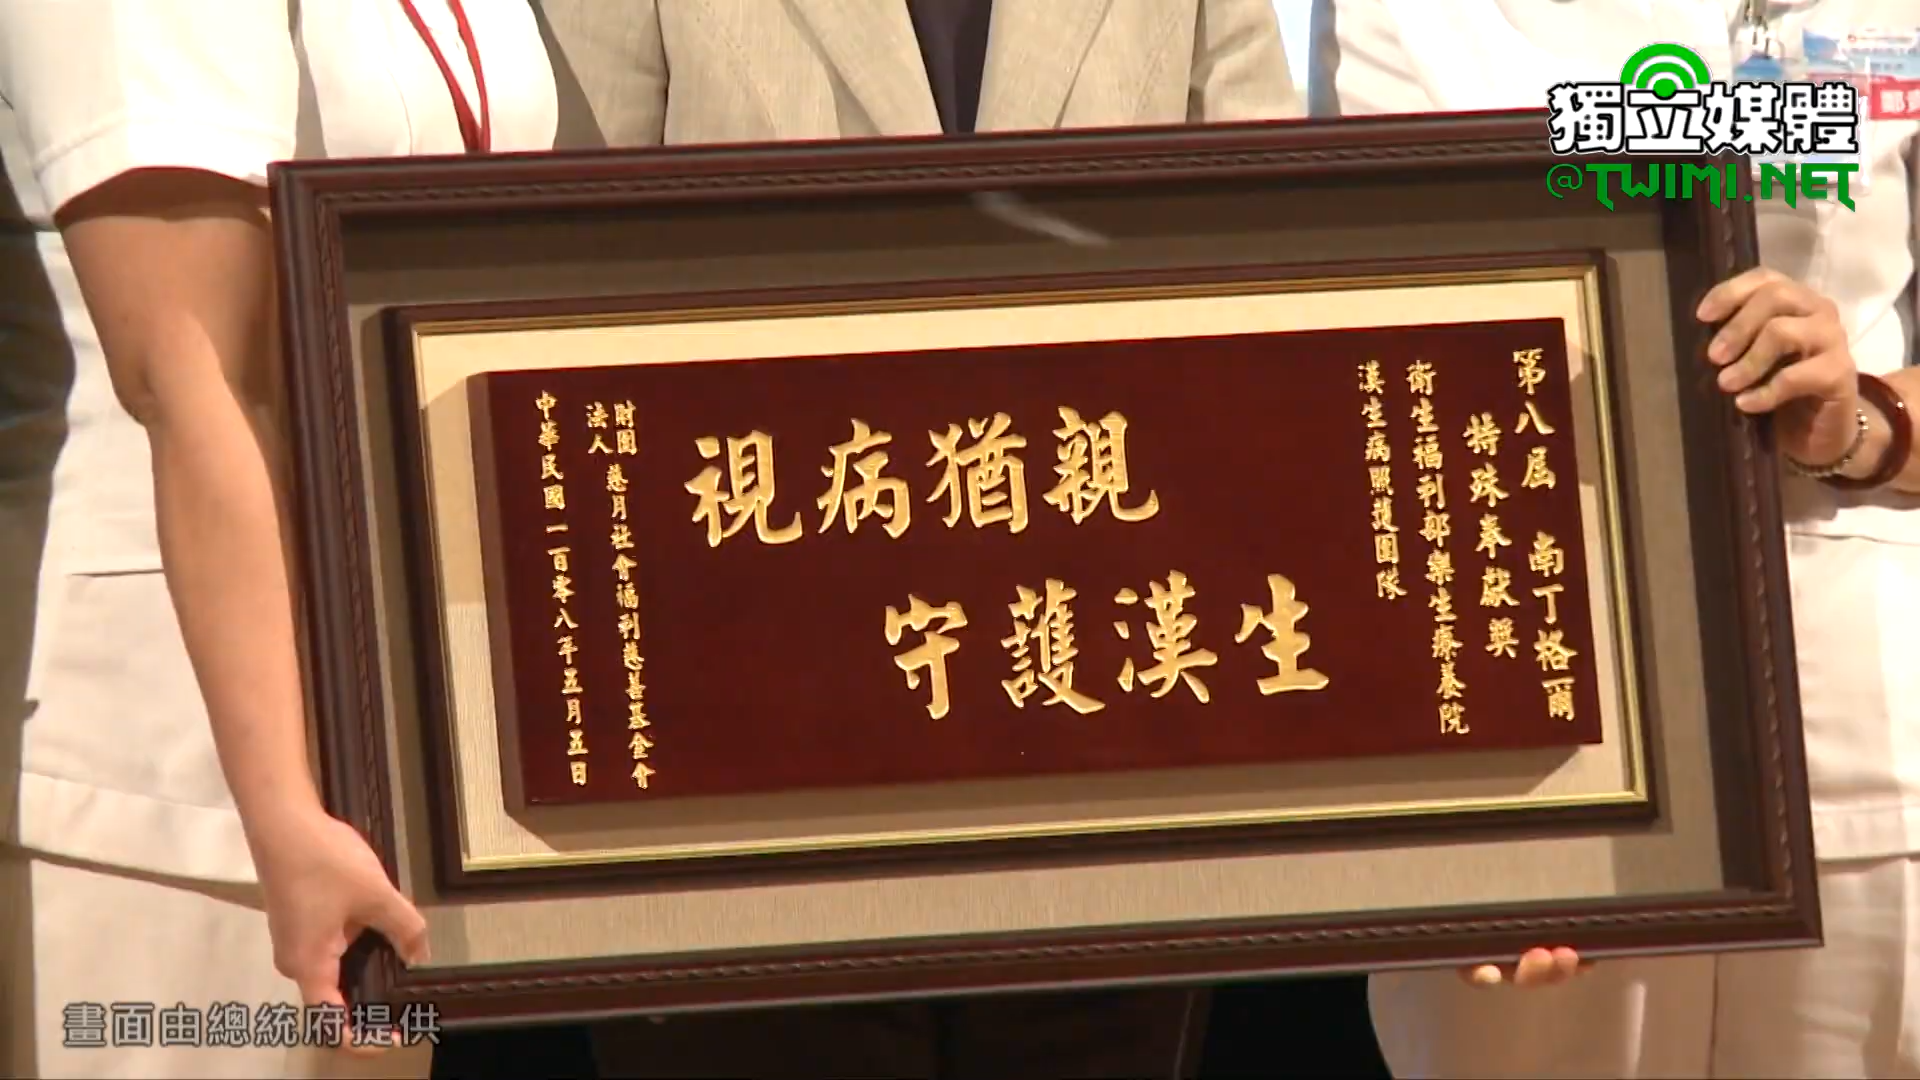 獨立媒體
@TWIMI.NET
第八屆 南丁格爾
特殊奉獻獎
衛生福利部樂生療養院
漢生病照護團隊
視病猶親
守護漢生
財團法人 慈月社會福利慈善基金會
中華民國一百零八年五月五日
畫面由總統府提供